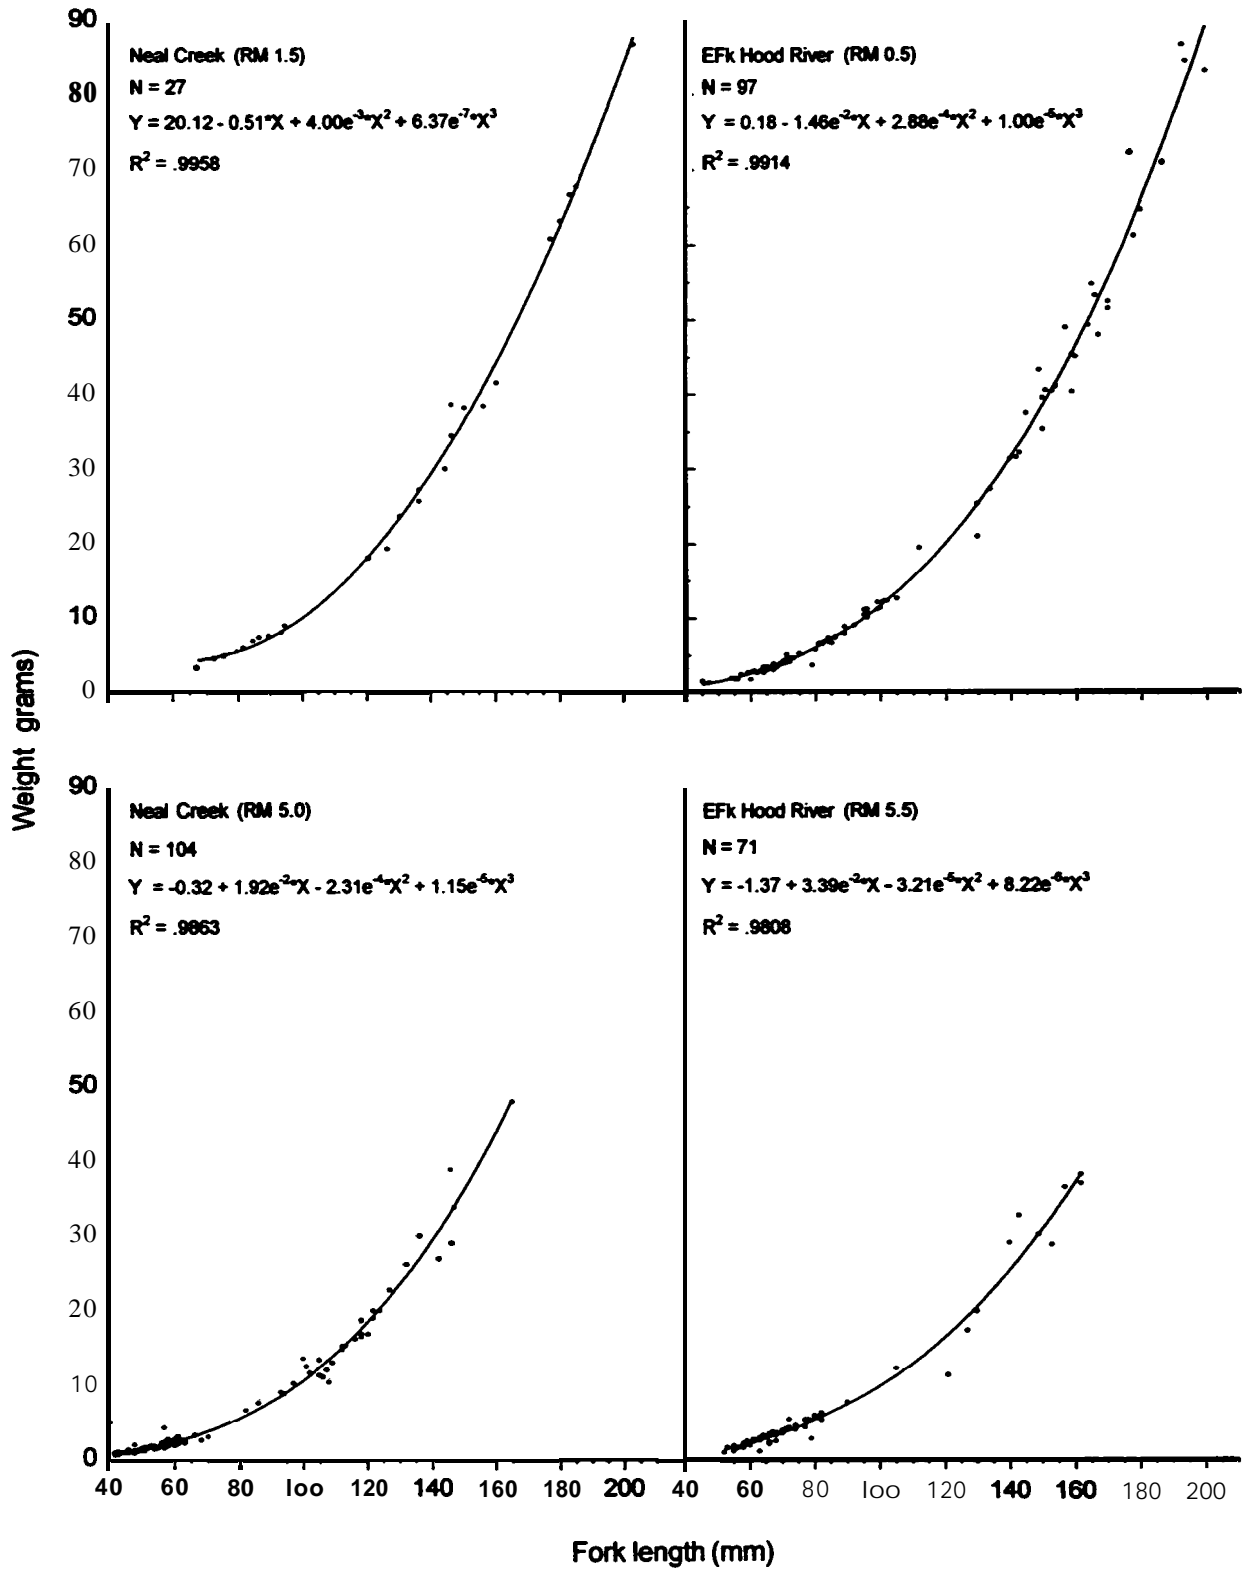 Neal Creek (RM 1.5)
N = 27
Y = 20.12 - 0.51*X + 4.00e⁻³*X² + 6.37e⁻⁷*X³
R² = .9958
EFk Hood River (RM 0.5)
N = 97
Y = 0.18 - 1.46e⁻²*X + 2.88e⁻⁴*X² + 1.00e⁻⁵*X³
R² = .9914
90
80
70
60
50
40
30
20
10
0
Weight grams)
Neal Creek (RM 5.0)
N = 104
Y = -0.32 + 1.92e⁻²*X - 2.31e⁻⁴*X² + 1.15e⁻⁵*X³
R² = .9863
EFk Hood River (RM 5.5)
N = 71
Y = -1.37 + 3.39e⁻²*X - 3.21e⁻⁵*X² + 8.22e⁻⁶*X³
R² = .9808
90
80
70
60
50
40
30
20
10
0
40 60 80 loo 120 140 160 180 200 40 60 80 loo 120 140 160 180 200
Fork length (mm)